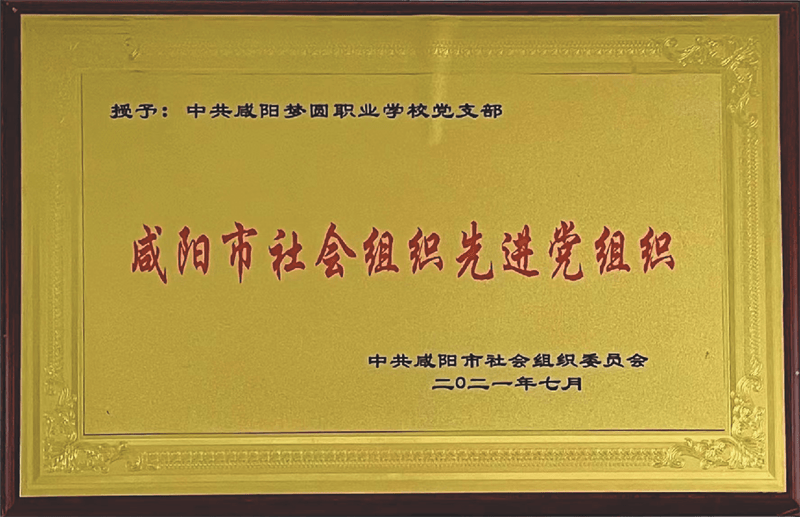 授予：中共咸阳梦圆职业学校党支部
咸阳市社会组织先进党组织
中共咸阳市社会组织委员会
二〇二一年七月